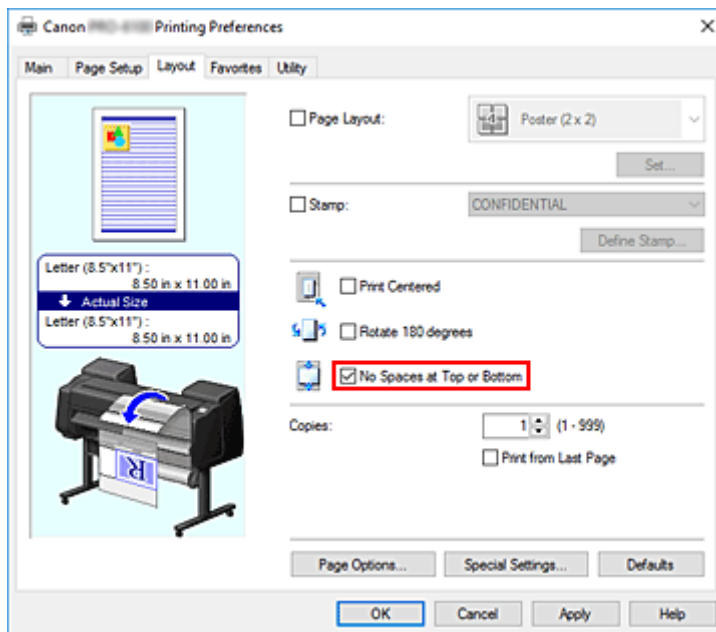 Canon Printing Preferences
Main Page Setup Layout Favorites Utility
Page Layout:
Poster (2 x 2)
Set...
Stamp:
CONFIDENTIAL
Define Stamp...
Letter (8.5"x11") :
8.50 in x 11.00 in
Actual Size
Letter (8.5"x11") :
8.50 in x 11.00 in
Print Centered
Rotate 180 degrees
No Spaces at Top or Bottom
Copies:
1 (1 - 999)
Print from Last Page
R
Page Options... Special Settings... Defaults
OK Cancel Apply Help